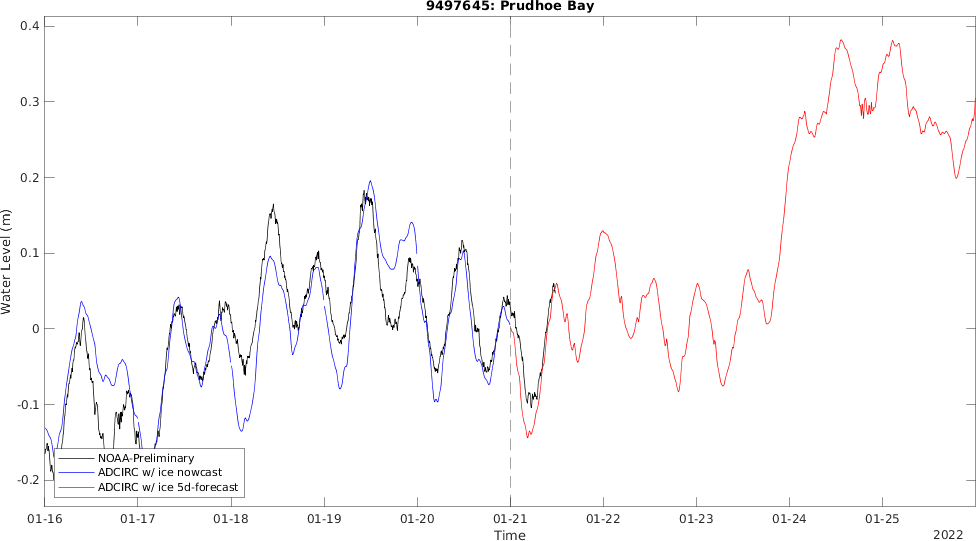 9497645: Prudhoe Bay
0.4
0.3
0.2
0.1
0
-0.1
-0.2
Water Level (m)
NOAA-Preliminary
ADCIRC w/ ice nowcast
ADCIRC w/ ice 5d-forecast
01-16 01-17 01-18 01-19 01-20 01-21 01-22 01-23 01-24 01-25
Time
2022